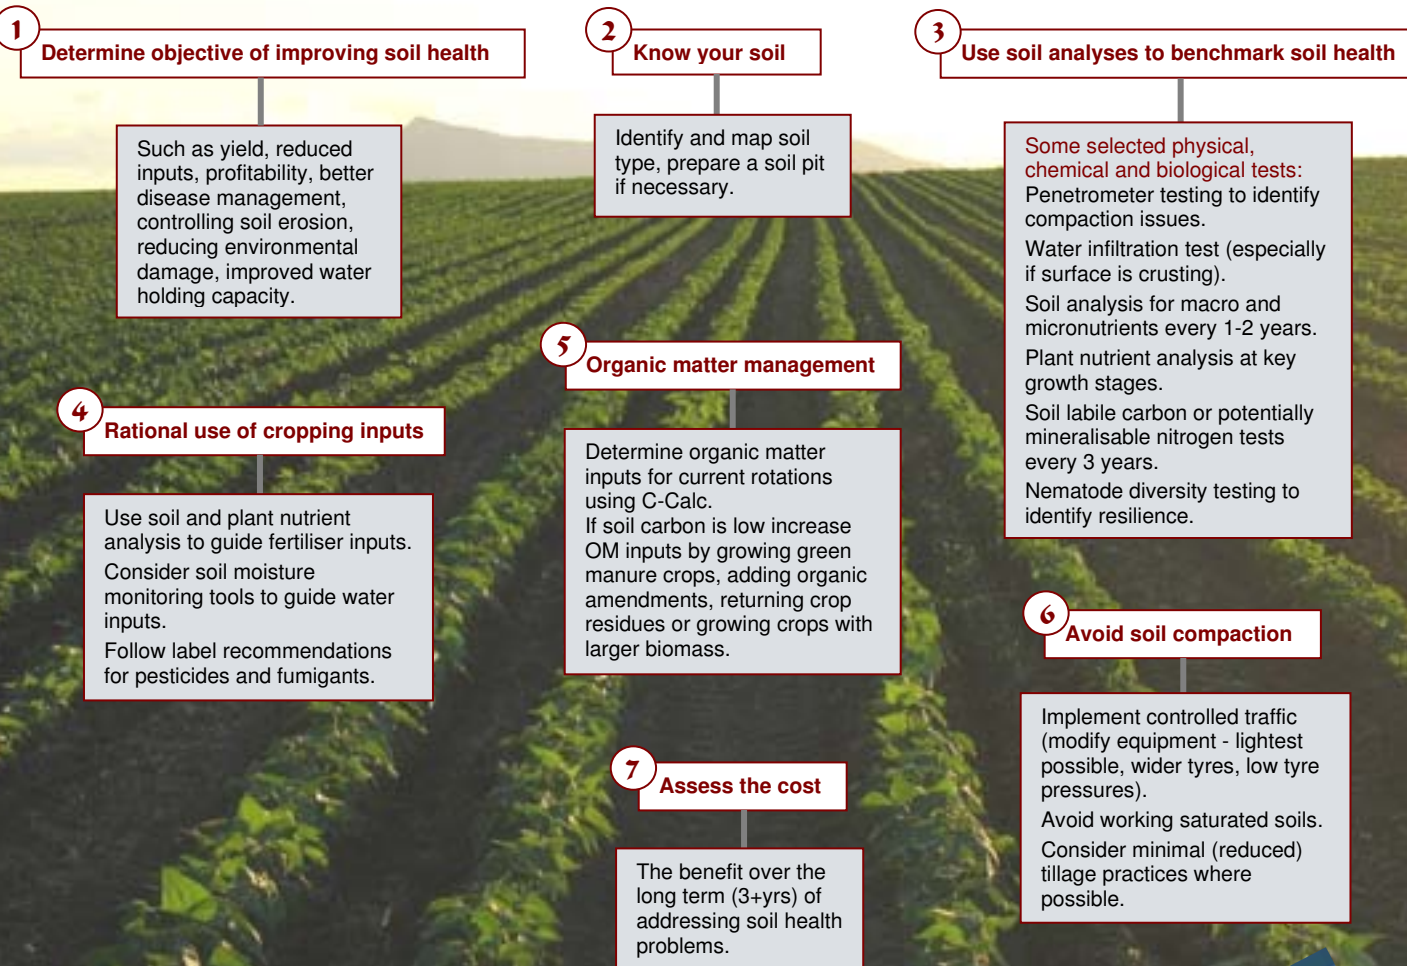 1
Determine objective of improving soil health
Such as yield, reduced
inputs, profitability, better
disease management,
controlling soil erosion,
reducing environmental
damage, improved water
holding capacity.
2
Know your soil
Identify and map soil
type, prepare a soil pit
if necessary.
3
Use soil analyses to benchmark soil health
Some selected physical,
chemical and biological tests:
Penetrometer testing to identify
compaction issues.
Water infiltration test (especially
if surface is crusting).
Soil analysis for macro and
micronutrients every 1-2 years.
Plant nutrient analysis at key
growth stages.
Soil labile carbon or potentially
mineralisable nitrogen tests
every 3 years.
Nematode diversity testing to
identify resilience.
4
Rational use of cropping inputs
Use soil and plant nutrient
analysis to guide fertiliser inputs.
Consider soil moisture
monitoring tools to guide water
inputs.
Follow label recommendations
for pesticides and fumigants.
5
Organic matter management
Determine organic matter
inputs for current rotations
using C-Calc.
If soil carbon is low increase
OM inputs by growing green
manure crops, adding organic
amendments, returning crop
residues or growing crops with
larger biomass.
6
Avoid soil compaction
Implement controlled traffic
(modify equipment - lightest
possible, wider tyres, low tyre
pressures).
Avoid working saturated soils.
Consider minimal (reduced)
tillage practices where
possible.
7
Assess the cost
The benefit over the
long term (3+yrs) of
addressing soil health
problems.